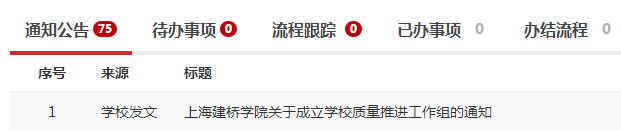 通知公告 75 待办事项 0 流程跟踪 0 已办事项 0 办结流程 0
序号 来源 标题
1 学校发文 上海建桥学院关于成立学校质量推进工作组的通知